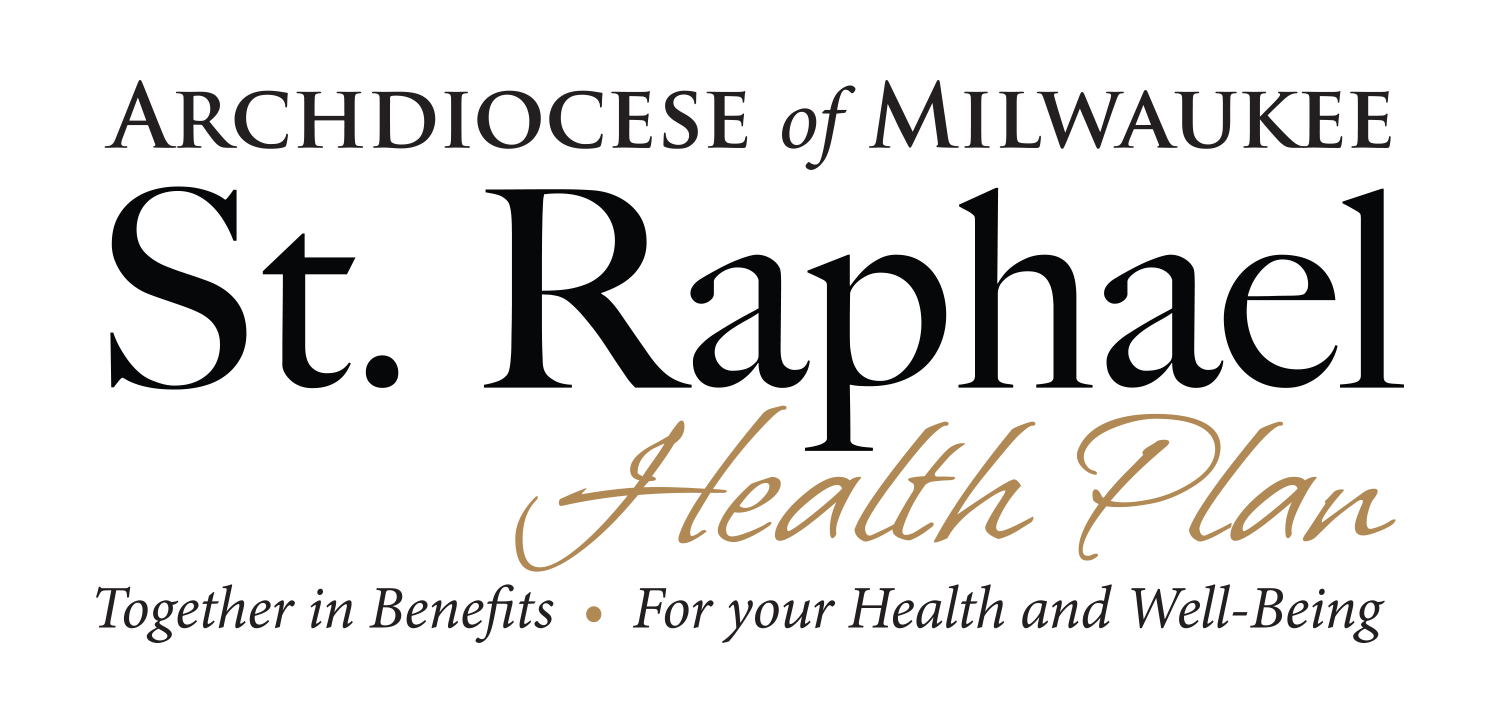 ARCHDIOCESE of MILWAUKEE
St. Raphael
Health Plan
Together in Benefits • For your Health and Well-Being